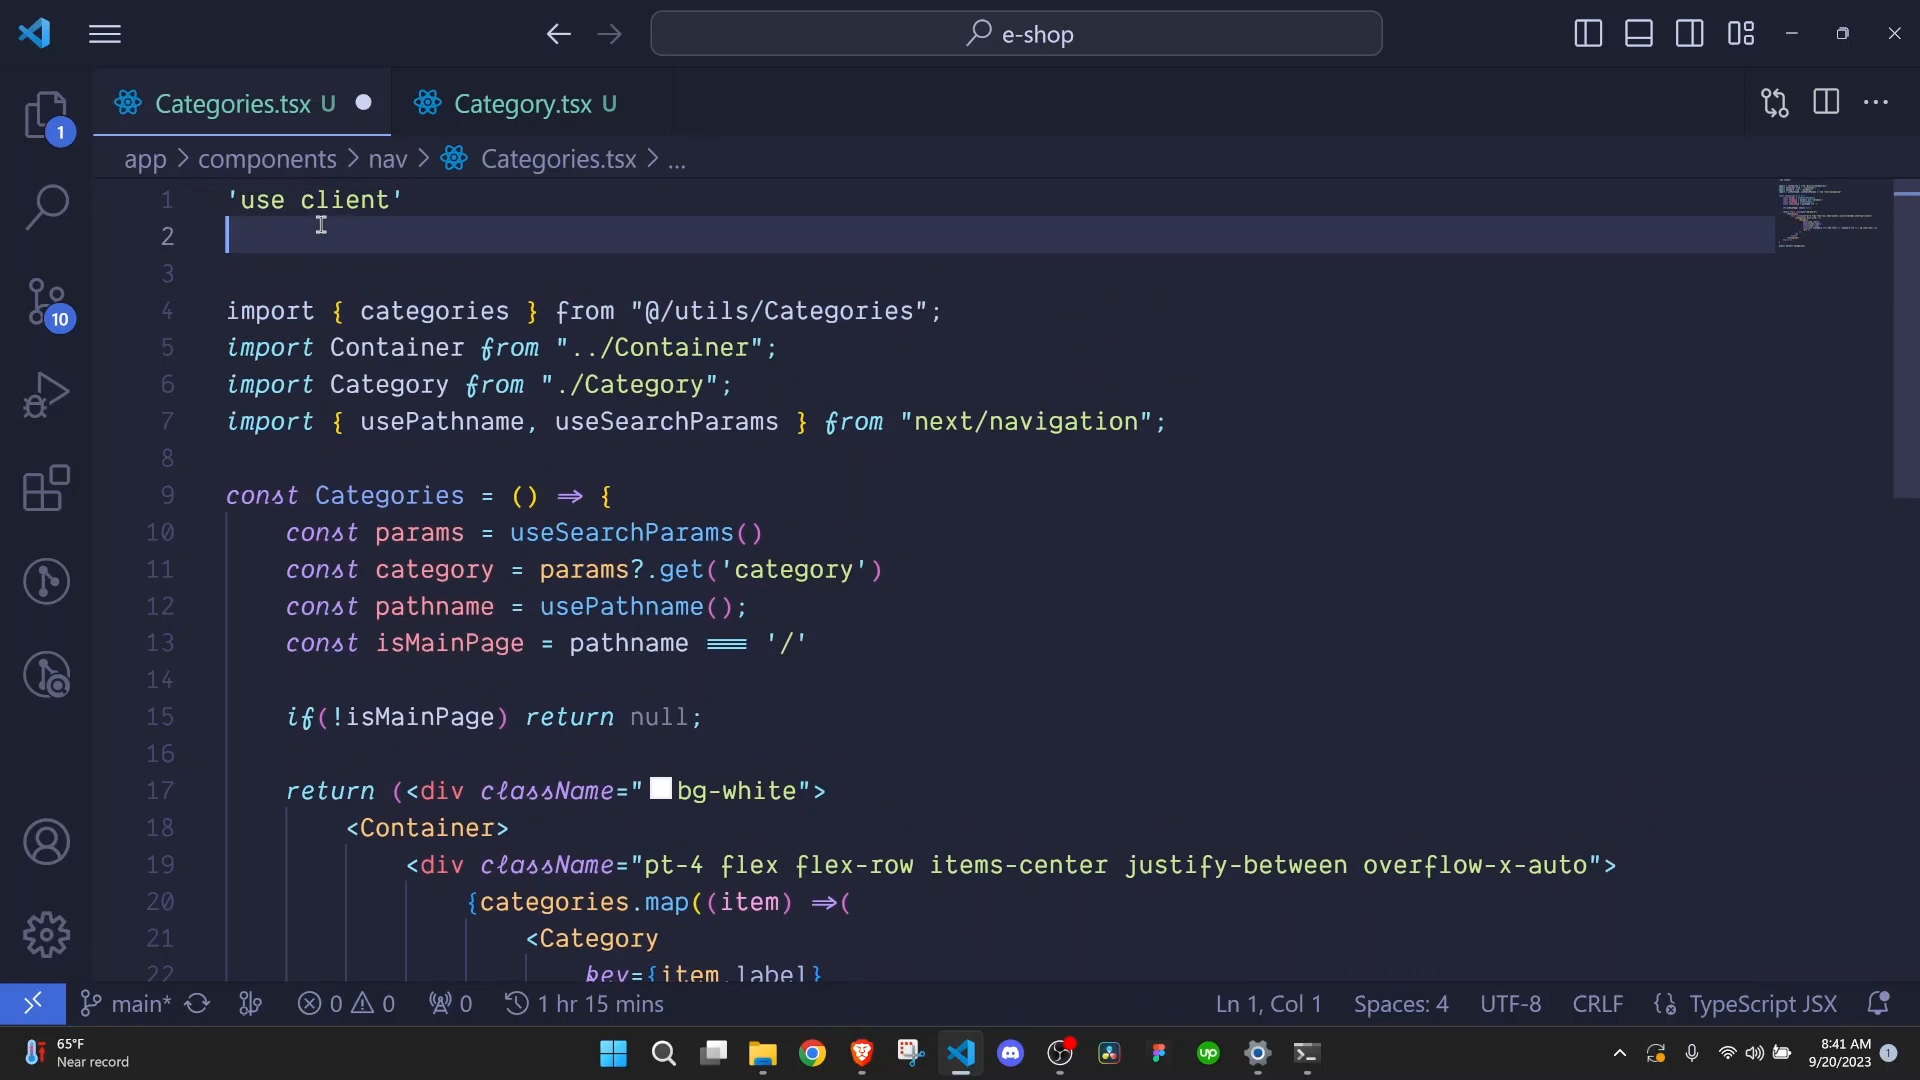 e-shop
Categories.tsx U
Category.tsx U
app > components > nav > Categories.tsx > ...
1 'use client'
2
3
4 import { categories } from "@/utils/Categories";
5 import Container from "../Container";
6 import Category from "./Category";
7 import { usePathname, useSearchParams } from "next/navigation";
8
9 const Categories = () => {
10 const params = useSearchParams()
11 const category = params?.get('category')
12 const pathname = usePathname();
13 const isMainPage = pathname === '/'
14
15 if(!isMainPage) return null;
16
17 return (<div className="bg-white">
18 <Container>
19 <div className="pt-4 flex flex-row items-center justify-between overflow-x-auto">
20 {categories.map((item) =>(
21 <Category
22 key={item.label}
1
10
main* 0 0 0 1 hr 15 mins Ln 1, Col 1 Spaces: 4 UTF-8 CRLF TypeScript JSX
65°F
Near record
up
8:41 AM
9/20/2023
1